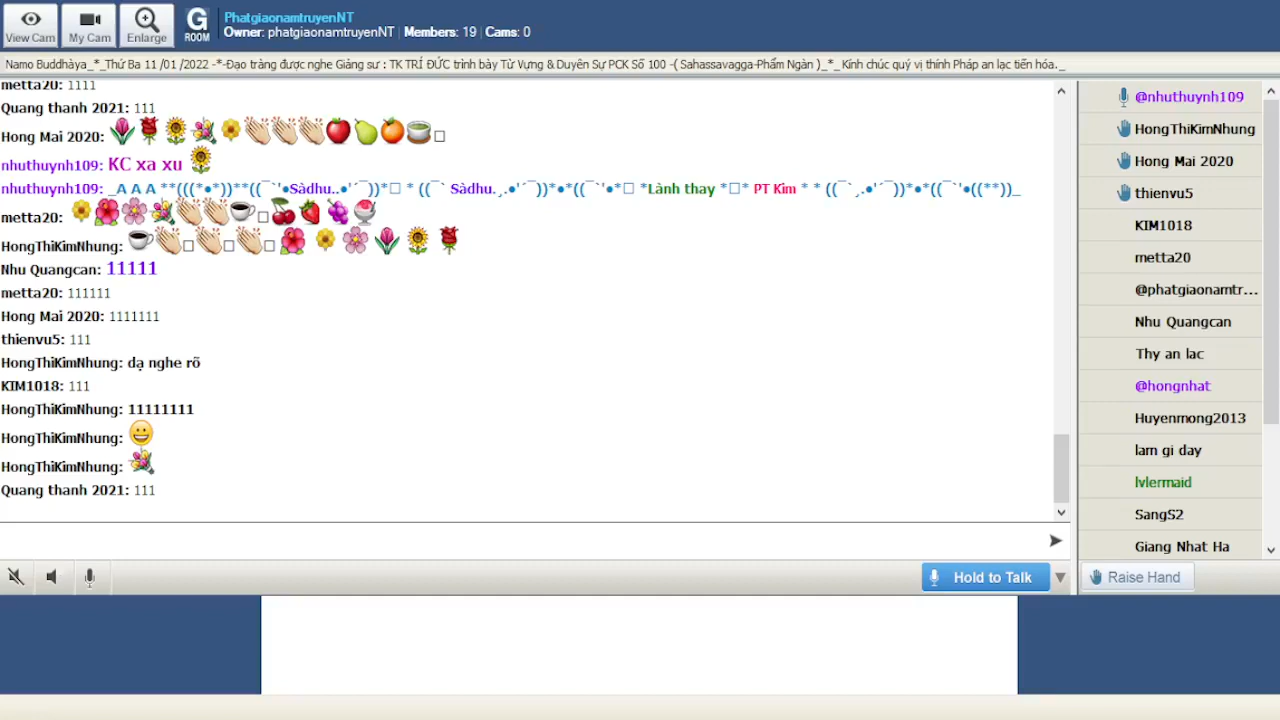 View Cam
My Cam
Enlarge
G
ROOM
PhatgiaonamtruyenNT
Owner: phatgiaonamtruyenNT | Members: 19 | Cams: 0
Namo Buddhàya_*_Thứ Ba 11 /01 /2022 -*-Đạo tràng được nghe Giảng sư : TK TRÍ ĐỨC trình bày Từ Vựng & Duyên Sự PCK Số 100 -( Sahassavagga-Phẩm Ngàn )_*_ Kính chúc quý vị thính Pháp an lạc tiến hóa._
metta20: 1111
Quang thanh 2021: 111
Hong Mai 2020: 🌷🌹🌻💐🌼👏👏👏🍎🍐🍊🍵□
nhuthuynh109: KC xa xu 🌻
nhuthuynh109: _A A A **(((*•*))**((¯`'•Sàdhu..•'´¯))*□ * ((¯` Sàdhu.¸.•'´¯))*•*((¯`'•*□ *Lành thay *□* PT Kim * * ((¯`¸.•'´¯))*•*((¯`'•((**))_
metta20: 🌼🌺🌸💐👏👏☕□🍒🍓🍇🍨
HongThiKimNhung: ☕👏□👏□👏□🌺🌼🌸🌷🌻🌹
Nhu Quangcan: 11111
metta20: 111111
Hong Mai 2020: 1111111
thienvu5: 111
HongThiKimNhung: dạ nghe rõ
KIM1018: 111
HongThiKimNhung: 11111111
HongThiKimNhung: 😀
HongThiKimNhung: 💐
Quang thanh 2021: 111
@nhuthuynh109
HongThiKimNhung
Hong Mai 2020
thienvu5
KIM1018
metta20
@phatgiaonamtr...
Nhu Quangcan
Thy an lac
@hongnhat
Huyenmong2013
lam gi day
lvlermaid
SangS2
Giang Nhat Ha
Hold to Talk
Raise Hand